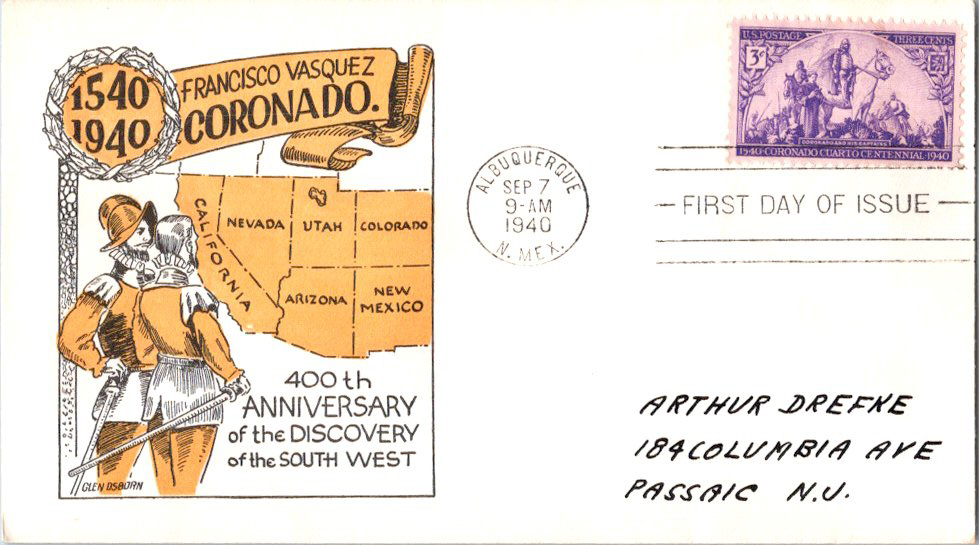 1540
1940
FRANCISCO VASQUEZ
CORONADO.
CALIFORNIA
NEVADA
UTAH
COLORADO
ARIZONA
NEW
MEXICO
400th
ANNIVERSARY
of the DISCOVERY
of the SOUTH WEST
GLEN OSBORN
ALBUQUERQUE
SEP 7
9-AM
1940
N. MEX.
U.S. POSTAGE THREE CENTS
3¢
CORONADO AND HIS CAPTAINS
1540·CORONADO CUARTO CENTENNIAL·1940
FIRST DAY OF ISSUE
ARTHUR DREFKE
184 COLUMBIA AVE
PASSAIC N.J.